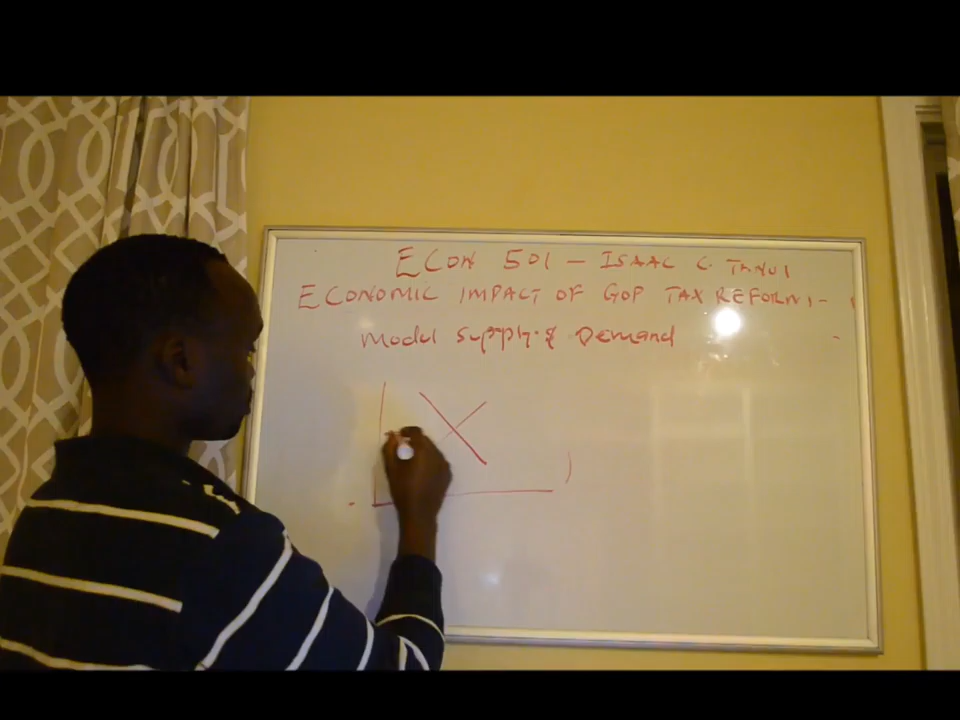 ECON 501 - ISAAC C. TANUI
ECONOMIC IMPACT OF GOP TAX REFORM:-
Model Supply & Demand